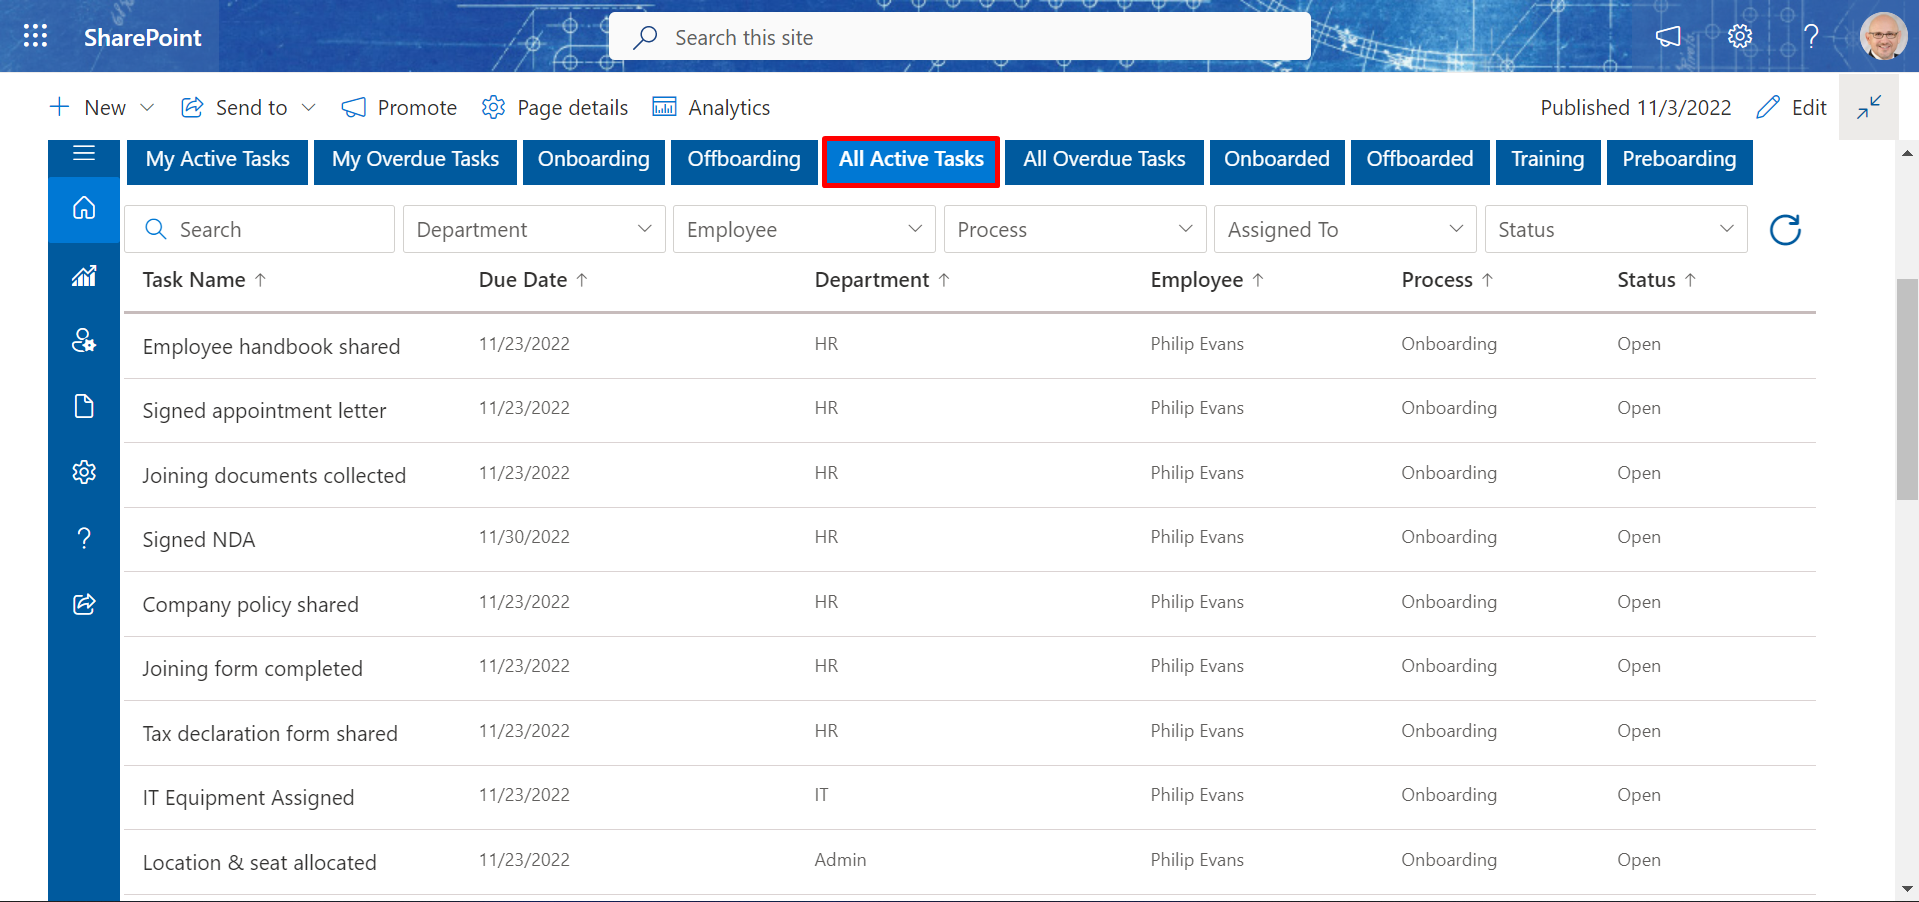 SharePoint
Search this site
New Send to Promote Page details Analytics Published 11/3/2022 Edit
My Active Tasks My Overdue Tasks Onboarding Offboarding All Active Tasks All Overdue Tasks Onboarded Offboarded Training Preboarding
Search Department Employee Process Assigned To Status
Task Name ↑ Due Date ↑ Department ↑ Employee ↑ Process ↑ Status ↑
Employee handbook shared 11/23/2022 HR Philip Evans Onboarding Open
Signed appointment letter 11/23/2022 HR Philip Evans Onboarding Open
Joining documents collected 11/23/2022 HR Philip Evans Onboarding Open
Signed NDA 11/30/2022 HR Philip Evans Onboarding Open
Company policy shared 11/23/2022 HR Philip Evans Onboarding Open
Joining form completed 11/23/2022 HR Philip Evans Onboarding Open
Tax declaration form shared 11/23/2022 HR Philip Evans Onboarding Open
IT Equipment Assigned 11/23/2022 IT Philip Evans Onboarding Open
Location & seat allocated 11/23/2022 Admin Philip Evans Onboarding Open